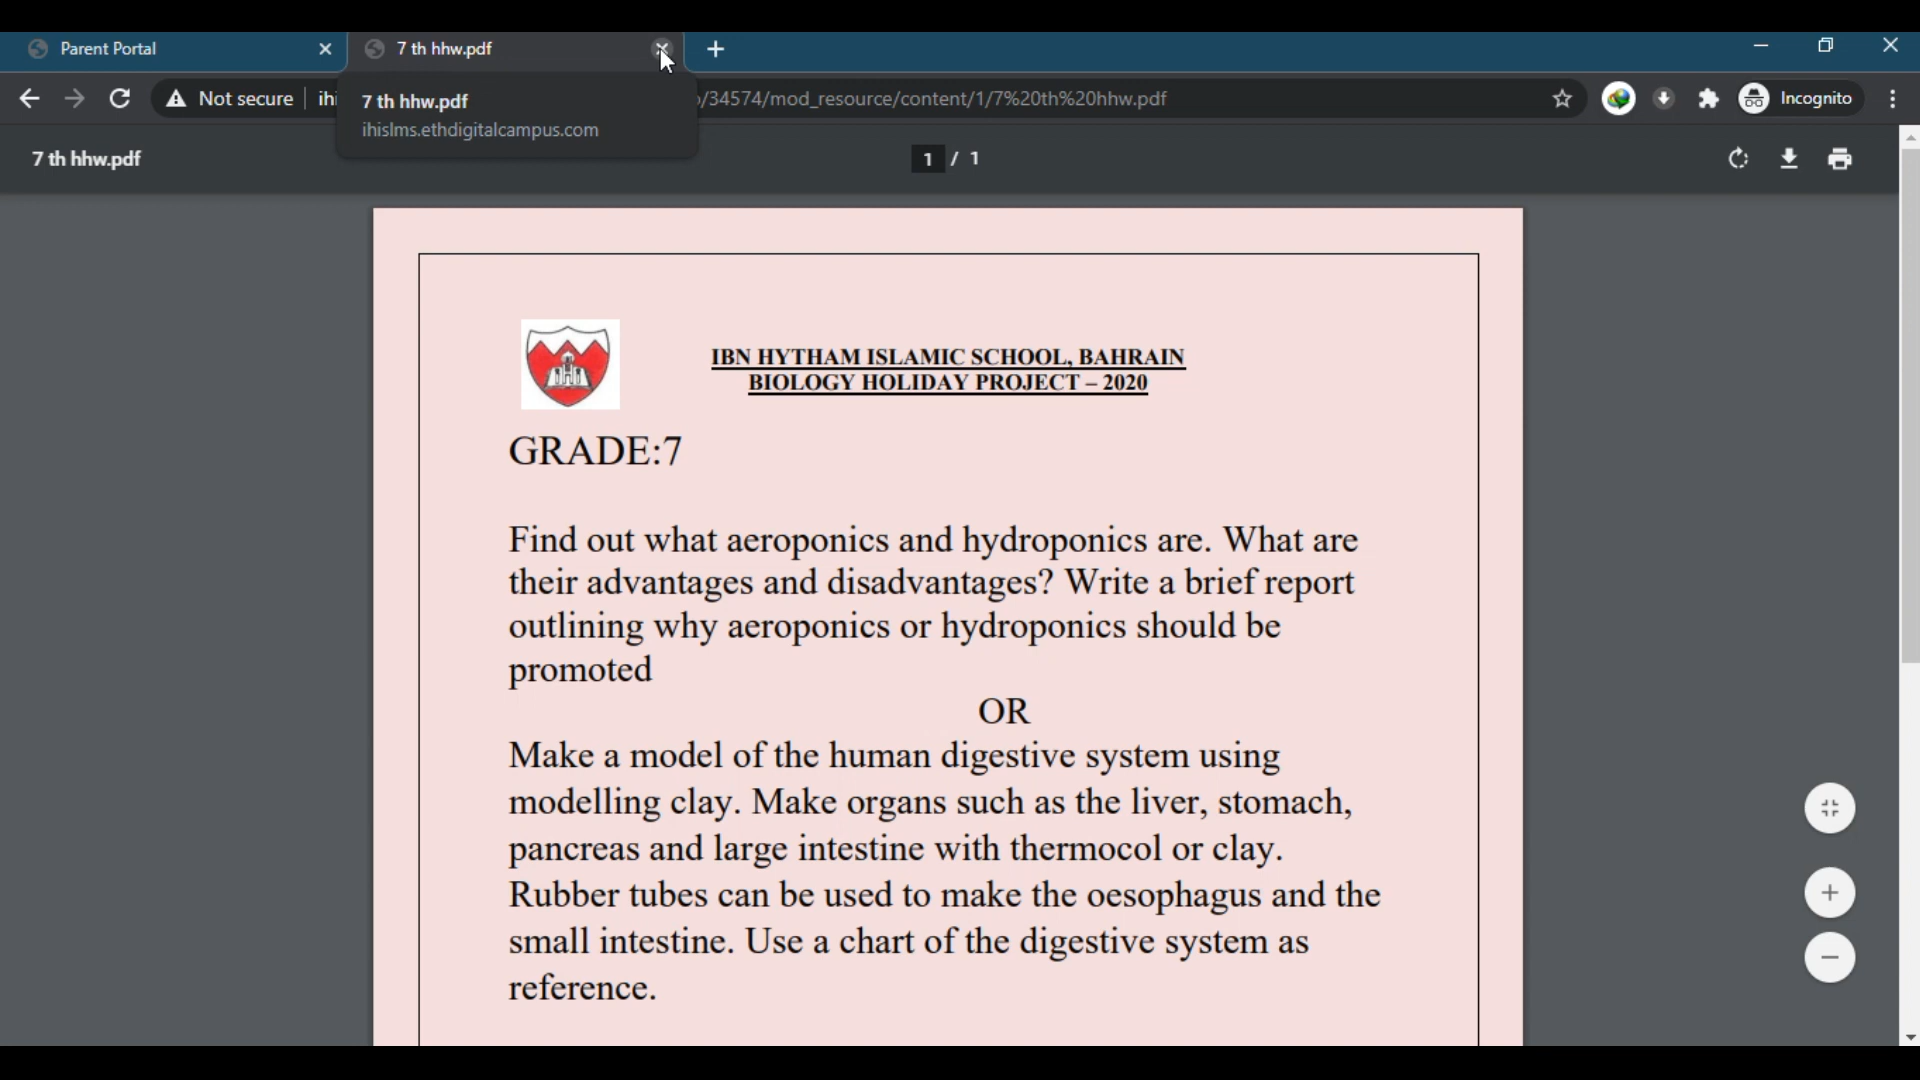 Parent Portal
7 th hhw.pdf
Not secure
ihi
/34574/mod_resource/content/1/7%20th%20hhw.pdf
Incognito
7 th hhw.pdf
ihislms.ethdigitalcampus.com
7 th hhw.pdf
1 / 1
IBN HYTHAM ISLAMIC SCHOOL, BAHRAIN
BIOLOGY HOLIDAY PROJECT – 2020
GRADE:7
Find out what aeroponics and hydroponics are. What are
their advantages and disadvantages? Write a brief report
outlining why aeroponics or hydroponics should be
promoted
OR
Make a model of the human digestive system using
modelling clay. Make organs such as the liver, stomach,
pancreas and large intestine with thermocol or clay.
Rubber tubes can be used to make the oesophagus and the
small intestine. Use a chart of the digestive system as
reference.